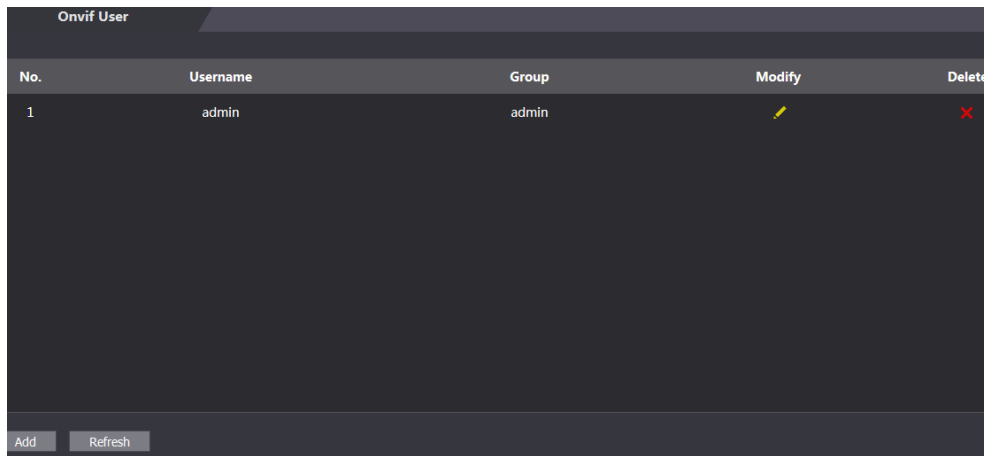 Onvif User
No. Username Group Modify Delete
1 admin admin
Add Refresh